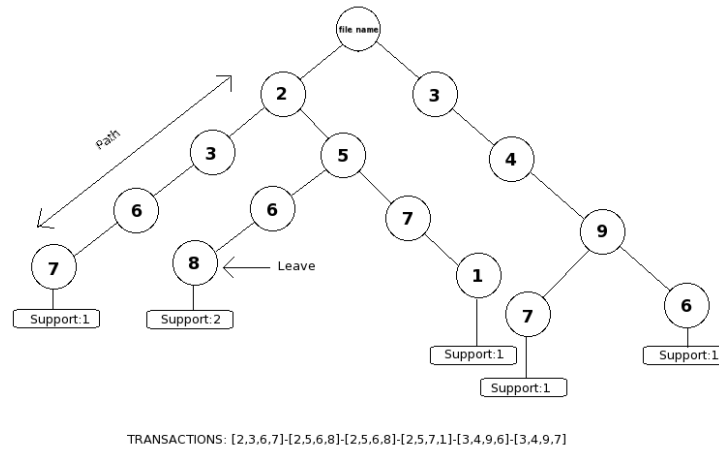 file name
2
3
Path
3
5
4
6
6
7
9
7
8
Leave
1
7
6
Support:1
Support:2
Support:1
Support:1
Support:1
TRANSACTIONS: [2,3,6,7]-[2,5,6,8]-[2,5,6,8]-[2,5,7,1]-[3,4,9,6]-[3,4,9,7]